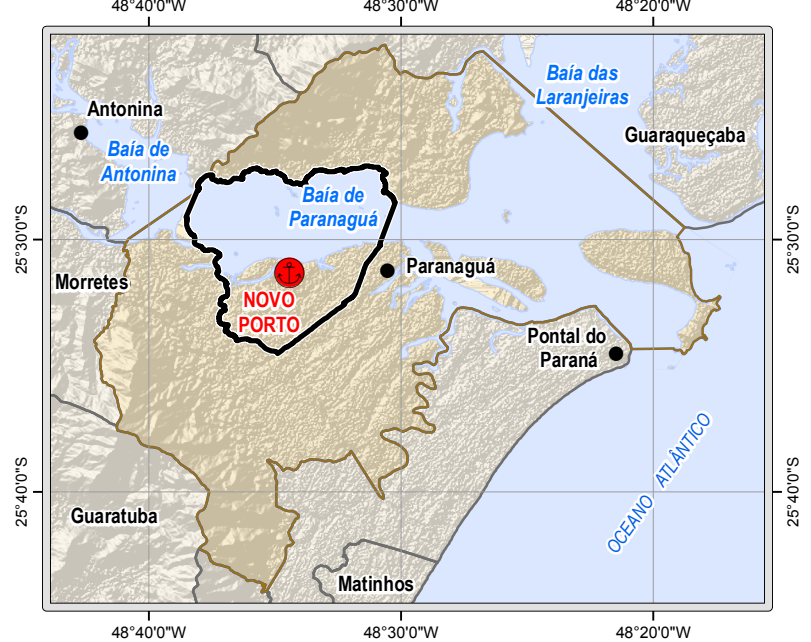 48°40'0"W
48°30'0"W
48°20'0"W
Baía das
Laranjeiras
Antonina
Guaraqueçaba
Baía de
Antonina
Baía de
Paranaguá
25°30'0"S
25°30'0"S
Paranaguá
Morretes
NOVO
PORTO
Pontal do
Paraná
OCEANO ATLÂNTICO
25°40'0"S
25°40'0"S
Guaratuba
Matinhos
48°40'0"W
48°30'0"W
48°20'0"W